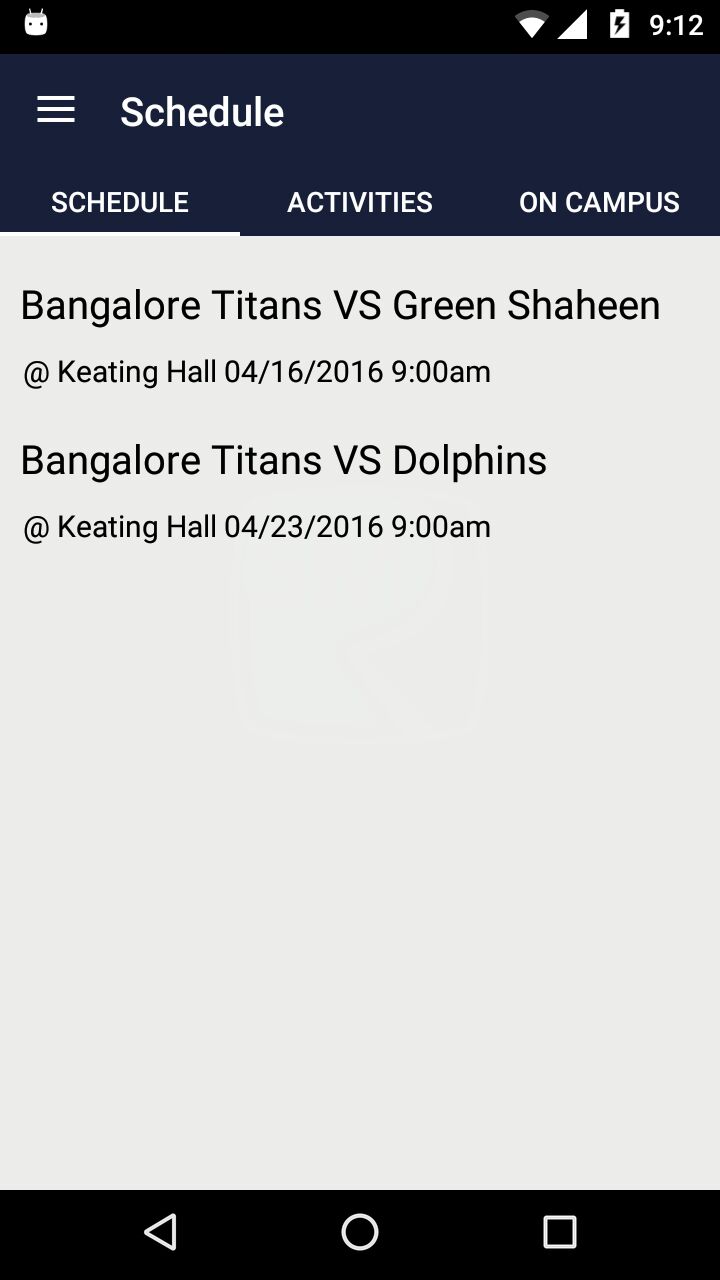 9:12
Schedule
SCHEDULE ACTIVITIES ON CAMPUS
Bangalore Titans VS Green Shaheen
@ Keating Hall 04/16/2016 9:00am
Bangalore Titans VS Dolphins
@ Keating Hall 04/23/2016 9:00am